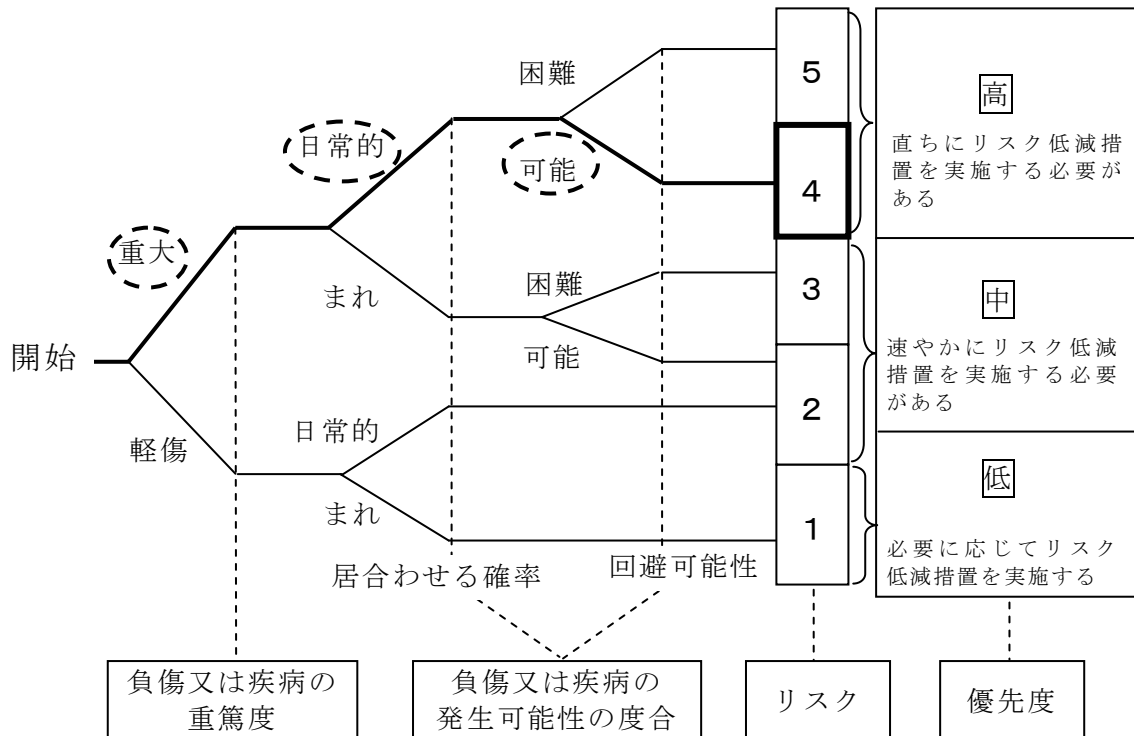 困難
5
高
直ちにリスク低減措
置を実施する必要が
ある
日常的
可能
4
重大
まれ
困難
3
中
速やかにリスク低減
措置を実施する必要
がある
開始
可能
日常的
2
軽傷
まれ
低
1
必要に応じてリスク
低減措置を実施する
居合わせる確率
回避可能性
負傷又は疾病の
重篤度
負傷又は疾病の
発生可能性の度合
リスク
優先度